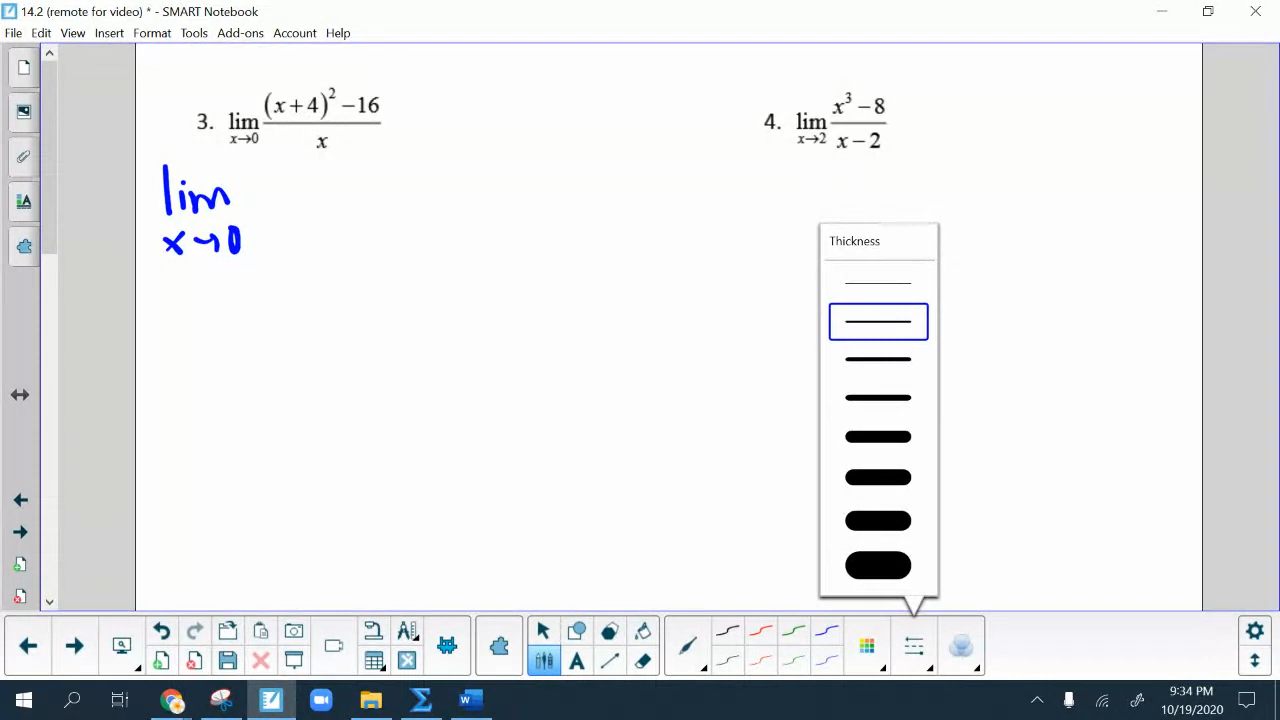 14.2 (remote for video) * - SMART Notebook
File Edit View Insert Format Tools Add-ons Account Help
3. lim x→0 ((x+4)² −16)/x
4. lim x→2 (x³ −8)/(x−2)
lim
x→0
Thickness
9:34 PM
10/19/2020